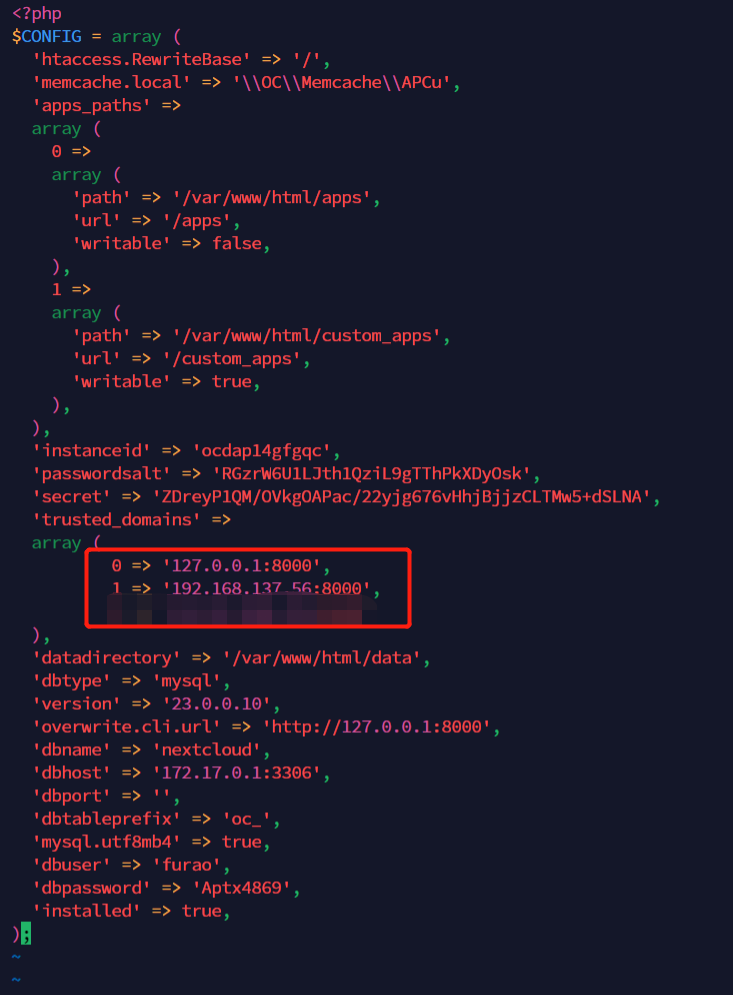 <?php
$CONFIG = array (
  'htaccess.RewriteBase' => '/',
  'memcache.local' => '\\OC\\Memcache\\APCu',
  'apps_paths' =>
  array (
    0 =>
    array (
      'path' => '/var/www/html/apps',
      'url' => '/apps',
      'writable' => false,
    ),
    1 =>
    array (
      'path' => '/var/www/html/custom_apps',
      'url' => '/custom_apps',
      'writable' => true,
    ),
  ),
  'instanceid' => 'ocdap14gfgqc',
  'passwordsalt' => 'RGzrW6U1LJth1QziL9gTThPkXDyOsk',
  'secret' => 'ZDreyP1QM/OVkgOAPac/22yjg676vHhjBjjzCLTMw5+dSLNA',
  'trusted_domains' =>
  array (
          0 => '127.0.0.1:8000',
          1 => '192.168.137.56:8000',
  ),
  'datadirectory' => '/var/www/html/data',
  'dbtype' => 'mysql',
  'version' => '23.0.0.10',
  'overwrite.cli.url' => 'http://127.0.0.1:8000',
  'dbname' => 'nextcloud',
  'dbhost' => '172.17.0.1:3306',
  'dbport' => '',
  'dbtableprefix' => 'oc_',
  'mysql.utf8mb4' => true,
  'dbuser' => 'furao',
  'dbpassword' => 'Aptx4869',
  'installed' => true,
);
~
~